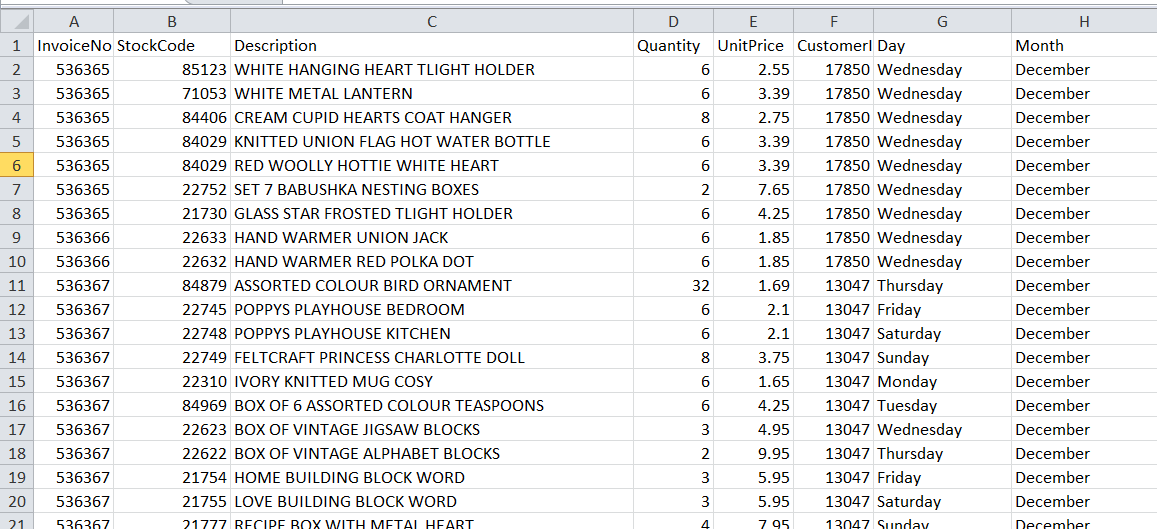 A B C D E F G H
1 InvoiceNo StockCode Description Quantity UnitPrice CustomerI Day Month
2 536365 85123 WHITE HANGING HEART TLIGHT HOLDER 6 2.55 17850 Wednesday December
3 536365 71053 WHITE METAL LANTERN 6 3.39 17850 Wednesday December
4 536365 84406 CREAM CUPID HEARTS COAT HANGER 8 2.75 17850 Wednesday December
5 536365 84029 KNITTED UNION FLAG HOT WATER BOTTLE 6 3.39 17850 Wednesday December
6 536365 84029 RED WOOLLY HOTTIE WHITE HEART 6 3.39 17850 Wednesday December
7 536365 22752 SET 7 BABUSHKA NESTING BOXES 2 7.65 17850 Wednesday December
8 536365 21730 GLASS STAR FROSTED TLIGHT HOLDER 6 4.25 17850 Wednesday December
9 536366 22633 HAND WARMER UNION JACK 6 1.85 17850 Wednesday December
10 536366 22632 HAND WARMER RED POLKA DOT 6 1.85 17850 Wednesday December
11 536367 84879 ASSORTED COLOUR BIRD ORNAMENT 32 1.69 13047 Thursday December
12 536367 22745 POPPYS PLAYHOUSE BEDROOM 6 2.1 13047 Friday December
13 536367 22748 POPPYS PLAYHOUSE KITCHEN 6 2.1 13047 Saturday December
14 536367 22749 FELTCRAFT PRINCESS CHARLOTTE DOLL 8 3.75 13047 Sunday December
15 536367 22310 IVORY KNITTED MUG COSY 6 1.65 13047 Monday December
16 536367 84969 BOX OF 6 ASSORTED COLOUR TEASPOONS 6 4.25 13047 Tuesday December
17 536367 22623 BOX OF VINTAGE JIGSAW BLOCKS 3 4.95 13047 Wednesday December
18 536367 22622 BOX OF VINTAGE ALPHABET BLOCKS 2 9.95 13047 Thursday December
19 536367 21754 HOME BUILDING BLOCK WORD 3 5.95 13047 Friday December
20 536367 21755 LOVE BUILDING BLOCK WORD 3 5.95 13047 Saturday December
21 536367 21777 RECIPE BOX WITH METAL HEART 4 7.95 13047 Sunday December